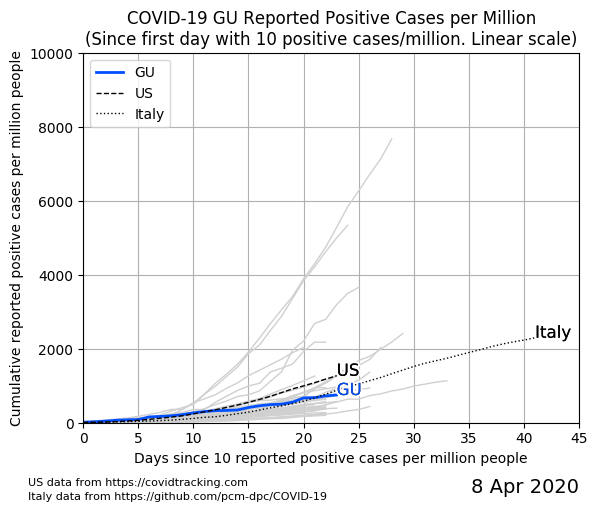 COVID-19 GU Reported Positive Cases per Million
(Since first day with 10 positive cases/million. Linear scale)
Cumulative reported positive cases per million people
10000
8000
6000
4000
2000
0
GU
US
Italy
Italy
US
GU
0 5 10 15 20 25 30 35 40 45
Days since 10 reported positive cases per million people
US data from https://covidtracking.com
Italy data from https://github.com/pcm-dpc/COVID-19
8 Apr 2020